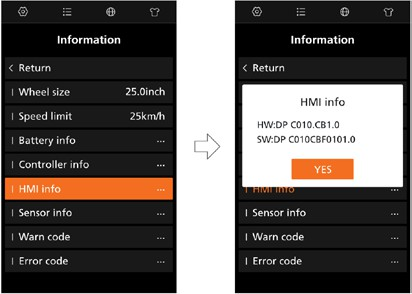 Information
< Return
| Wheel size 25.0inch
| Speed limit 25km/h
| Battery info ...
| Controller info ...
| HMI info ...
| Sensor info ...
| Warn code ...
| Error code ...
Information
< Return
HMI info
HW:DP C010.CB1.0
SW:DP C010CBF0101.0
YES
| HMI info ...
| Sensor info ...
| Warn code ...
| Error code ...